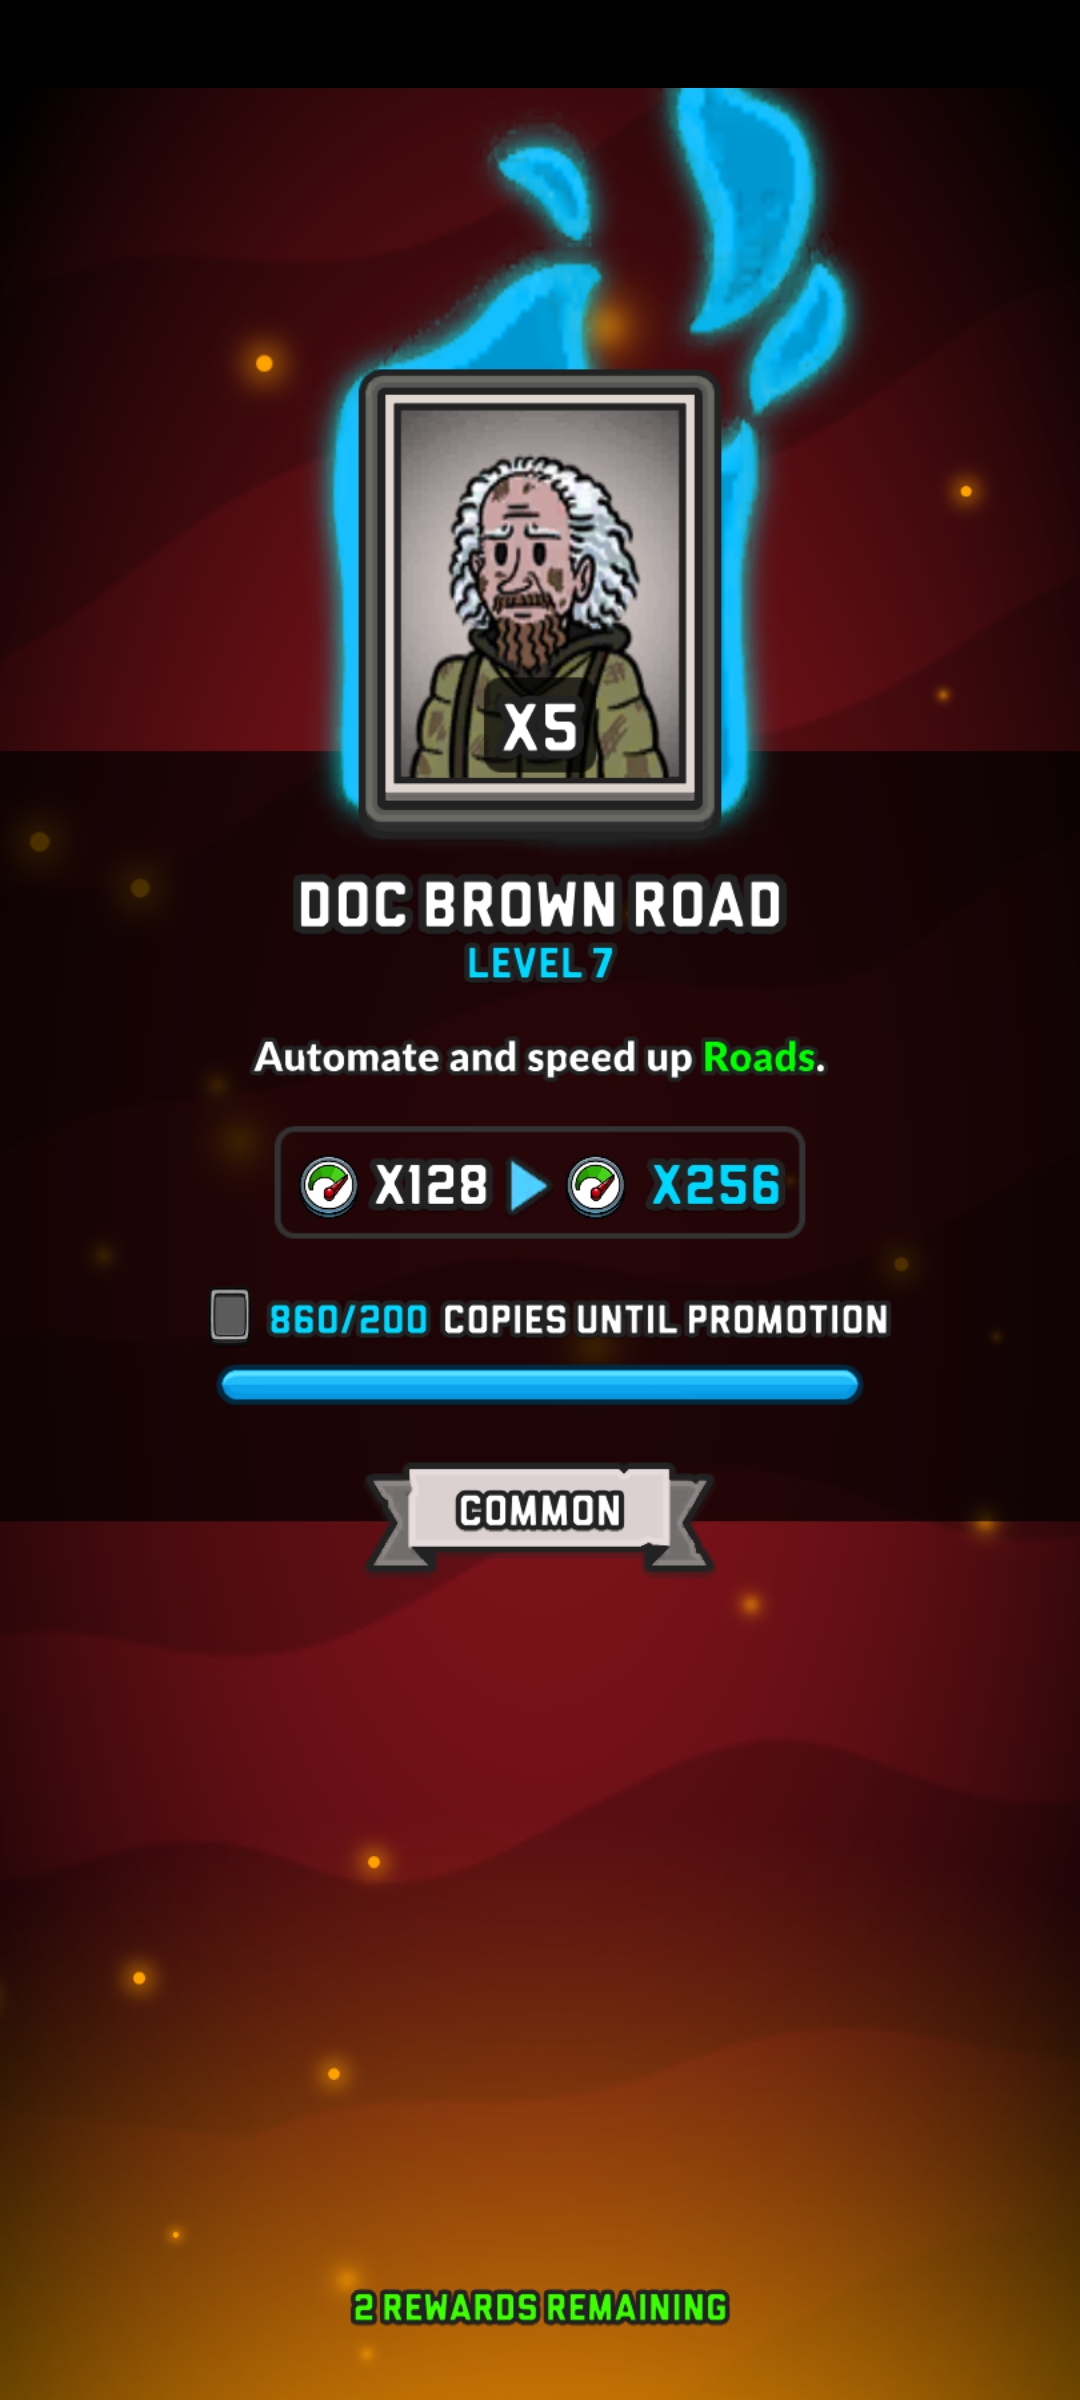 X5
DOC BROWN ROAD
LEVEL 7
Automate and speed up Roads.
X128 X256
860/200 COPIES UNTIL PROMOTION
COMMON
2 REWARDS REMAINING